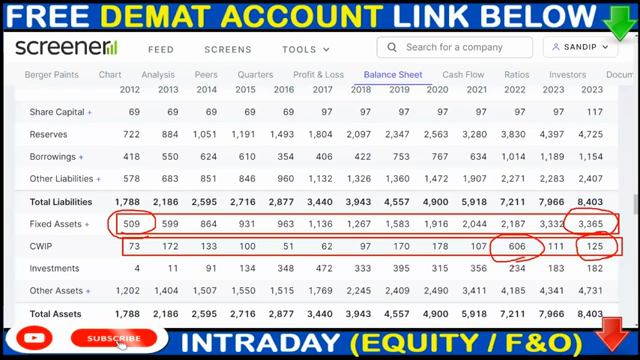 FREE DEMAT ACCOUNT LINK BELOW
screener FEED SCREENS TOOLS Search for a company SANDIP
Berger Paints Chart Analysis Peers Quarters Profit & Loss Balance Sheet Cash Flow Ratios Investors Docum
2012 2013 2014 2015 2016 2017 2018 2019 2020 2021 2022 2023 2023
Share Capital + 69 69 69 69 69 97 97 97 97 97 97 97 117
Reserves 722 884 1,051 1,191 1,493 1,804 2,097 2,347 2,563 3,280 3,830 4,397 4,725
Borrowings + 418 550 624 610 354 406 422 753 767 634 1,014 1,189 1,154
Other Liabilities + 578 683 851 846 960 1,132 1,326 1,360 1,472 1,907 2,271 2,283 2,407
Total Liabilities 1,788 2,186 2,595 2,716 2,877 3,440 3,943 4,557 4,900 5,918 7,211 7,966 8,403
Fixed Assets + 509 599 864 931 963 1,136 1,267 1,583 1,916 2,044 2,187 3,332 3,365
CWIP 73 172 133 100 51 62 97 170 178 107 606 111 125
Investments 4 11 91 134 348 472 333 395 315 356 234 183 182
Other Assets + 1,202 1,404 1,507 1,550 1,515 1,769 2,245 2,409 2,490 3,411 4,185 4,341 4,731
Total Assets 1,788 2,186 2,595 2,716 2,877 3,440 3,943 4,557 4,900 5,918 7,211 7,966 8,403
SUBSCRIBE INTRADAY (EQUITY / F&O)